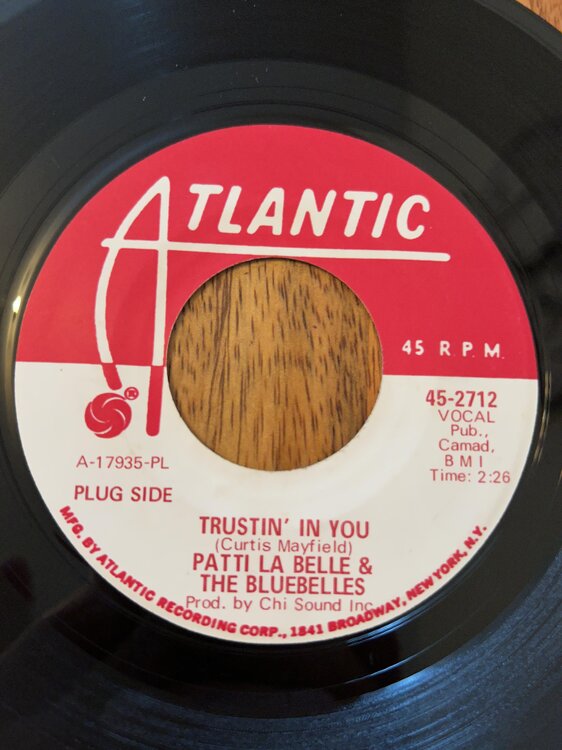 ATLANTIC
45 R.P.M.
45-2712
VOCAL
Pub.,
Camad,
BMI
Time: 2:26
®
A-17935-PL
PLUG SIDE
TRUSTIN' IN YOU
(Curtis Mayfield)
PATTI LA BELLE &
THE BLUEBELLES
Prod. by Chi Sound Inc.
MFG. BY ATLANTIC RECORDING CORP., 1841 BROADWAY, NEW YORK, N.Y.